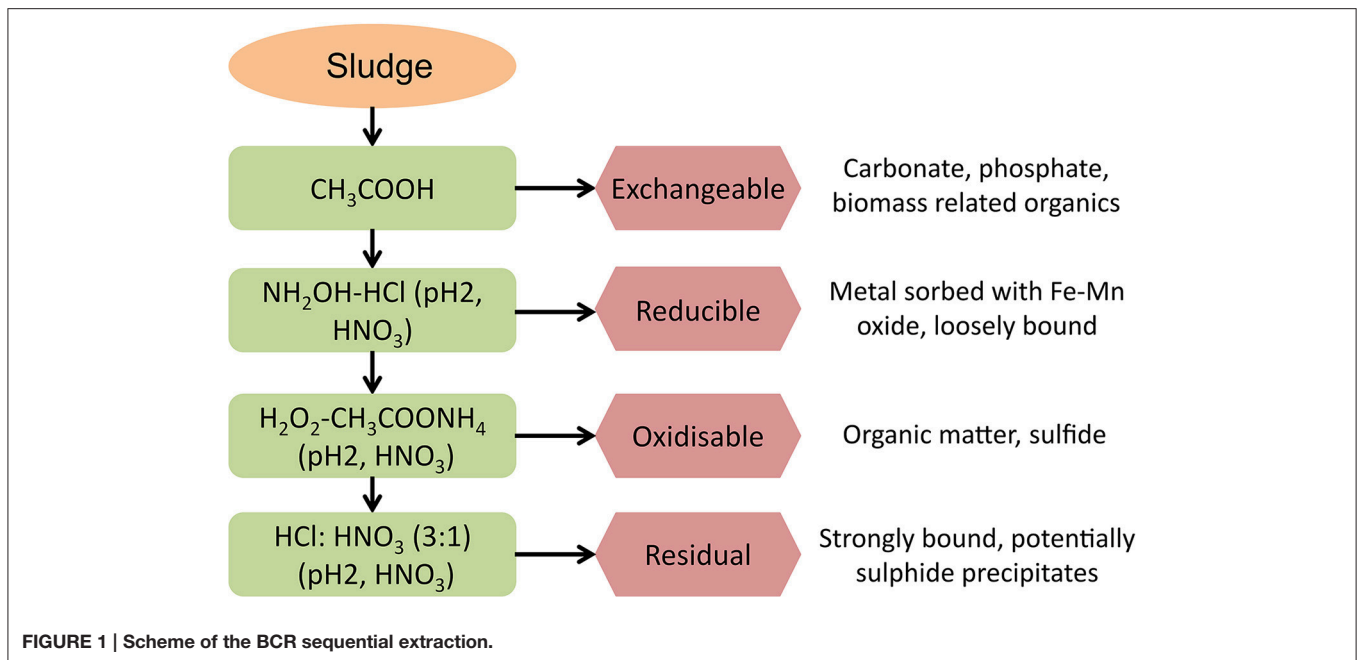 Sludge
CH₃COOH
Exchangeable
Carbonate, phosphate,
biomass related organics
NH₂OH-HCl (pH2,
HNO₃)
Reducible
Metal sorbed with Fe-Mn
oxide, loosely bound
H₂O₂-CH₃COONH₄
(pH2, HNO₃)
Oxidisable
Organic matter, sulfide
HCl: HNO₃ (3:1)
(pH2, HNO₃)
Residual
Strongly bound, potentially
sulphide precipitates
FIGURE 1 | Scheme of the BCR sequential extraction.